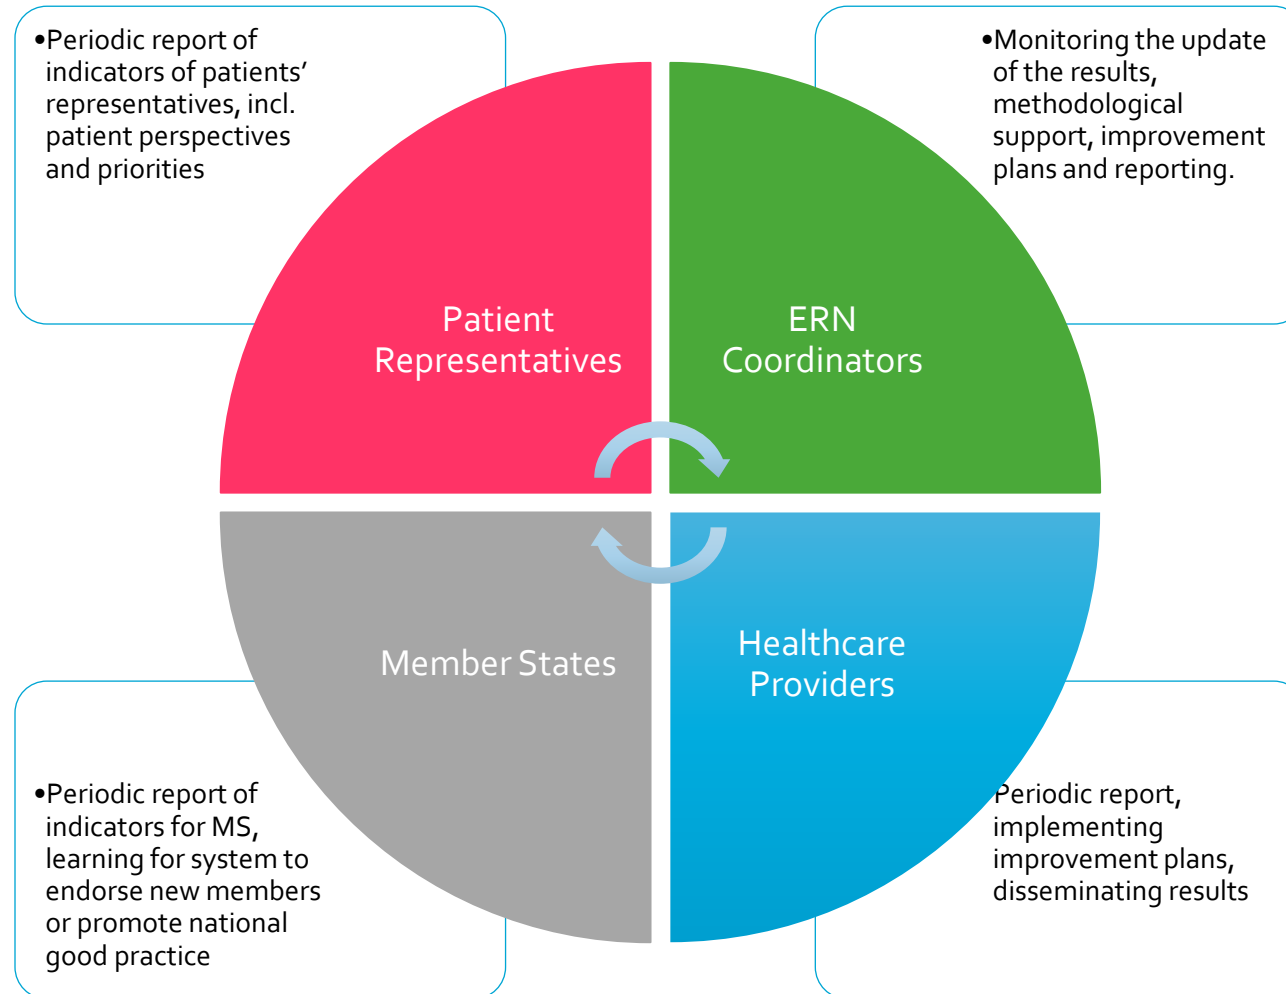 •Periodic report of
indicators of patients’
representatives, incl.
patient perspectives
and priorities
•Monitoring the update
of the results,
methodological
support, improvement
plans and reporting.
Patient
Representatives
ERN
Coordinators
Member States
Healthcare
Providers
•Periodic report of
indicators for MS,
learning for system to
endorse new members
or promote national
good practice
Periodic report,
implementing
improvement plans,
disseminating results